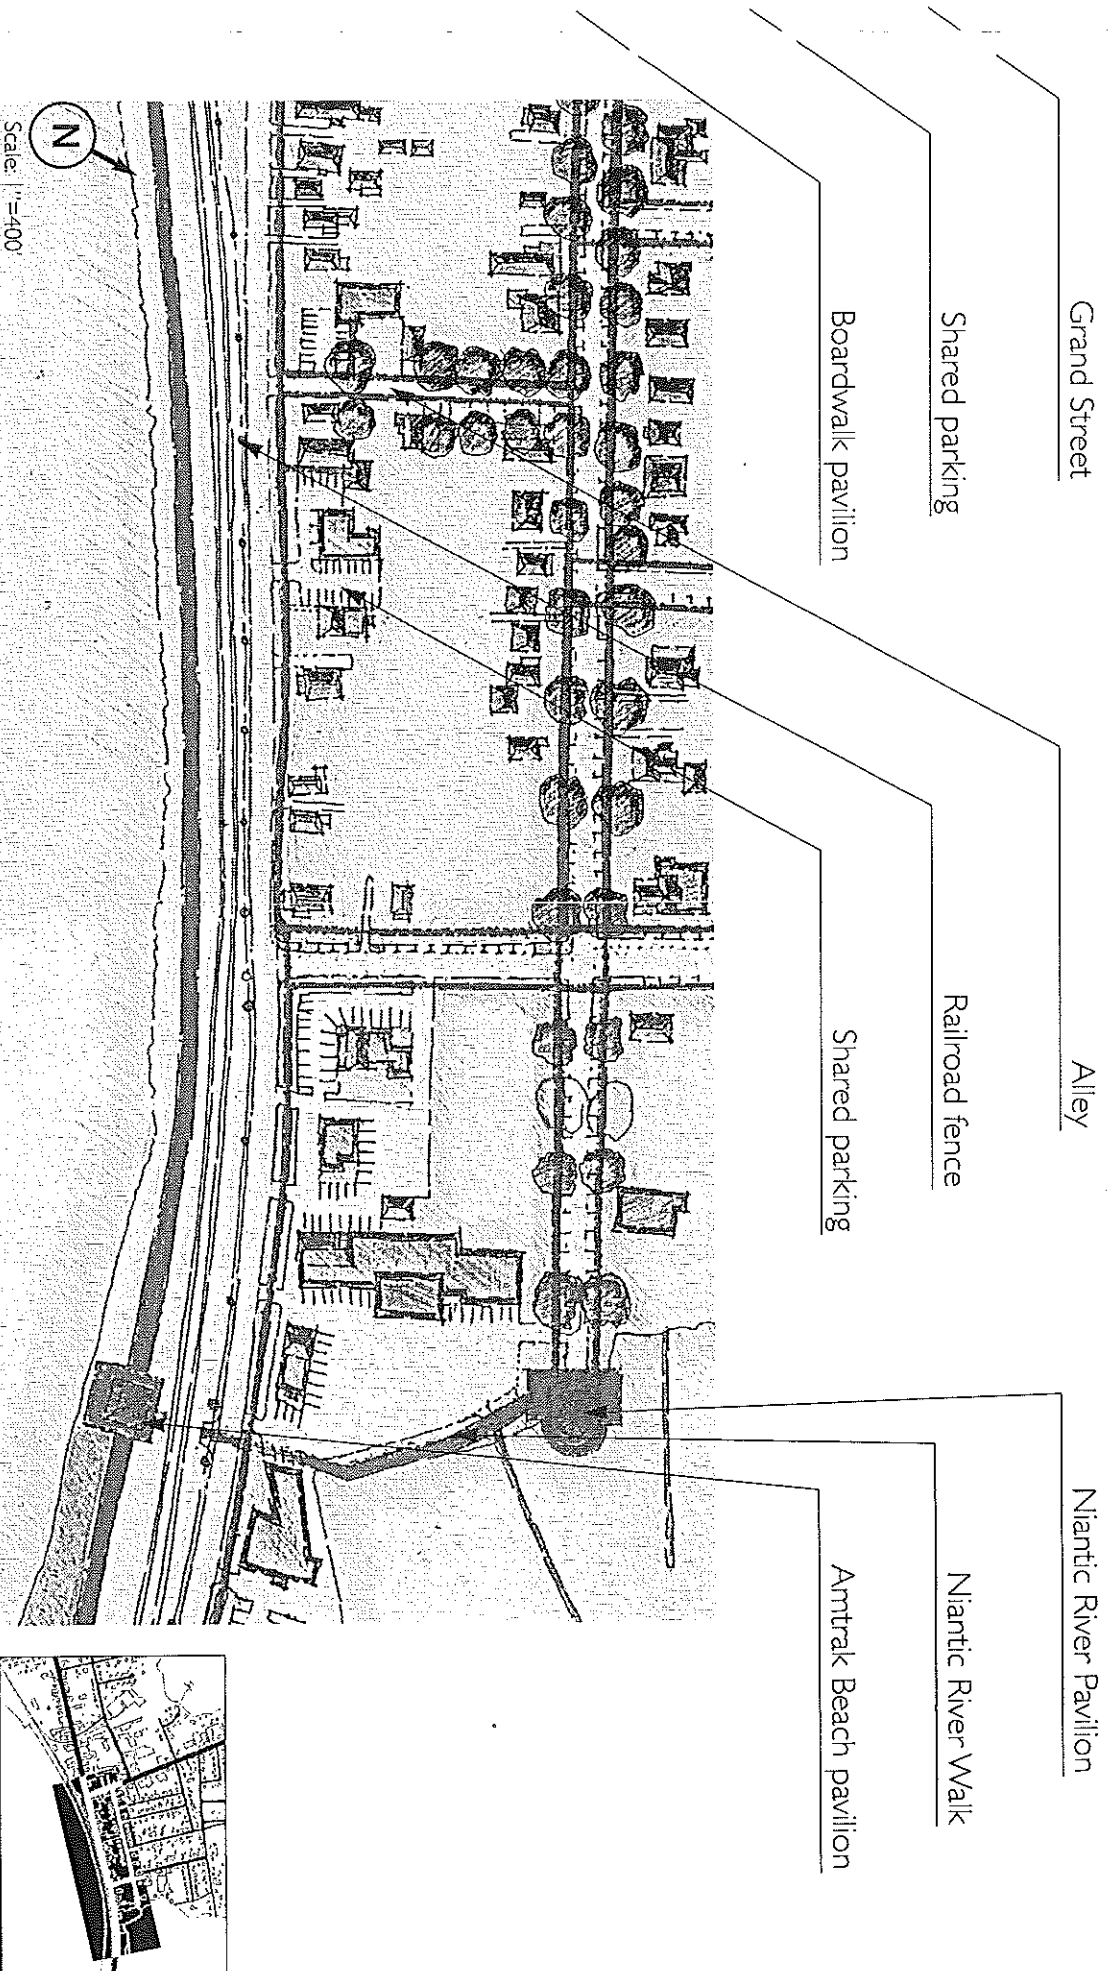 Grand Street
Shared parking
Boardwalk pavilion
Alley
Railroad fence
Shared parking
Niantic River Pavilion
Niantic River Walk
Amtrak Beach pavilion
N
Scale: 1"=400'